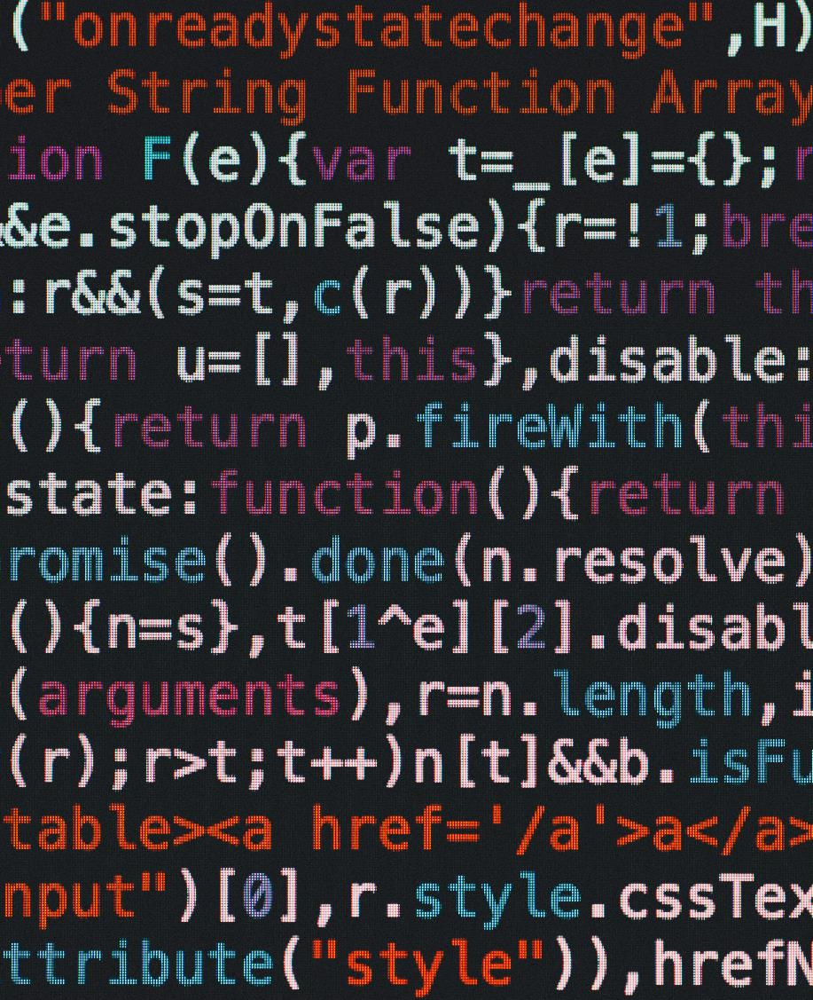 ("onreadystatechange",H)
er String Function Array
ion F(e){var t=_[e]={};r
&e.stopOnFalse){r=!1;bre
:r&&(s=t,c(r))}return th
turn u=[],this},disable:
(){return p.fireWith(thi
state:function(){return
romise().done(n.resolve)
(){n=s},t[1^e][2].disabl
(arguments),r=n.length,i
(r);r>t;t++)n[t]&&b.isFu
table><a href='/a'>a</a>
nput")[0],r.style.cssTex
ttribute("style")),hrefN